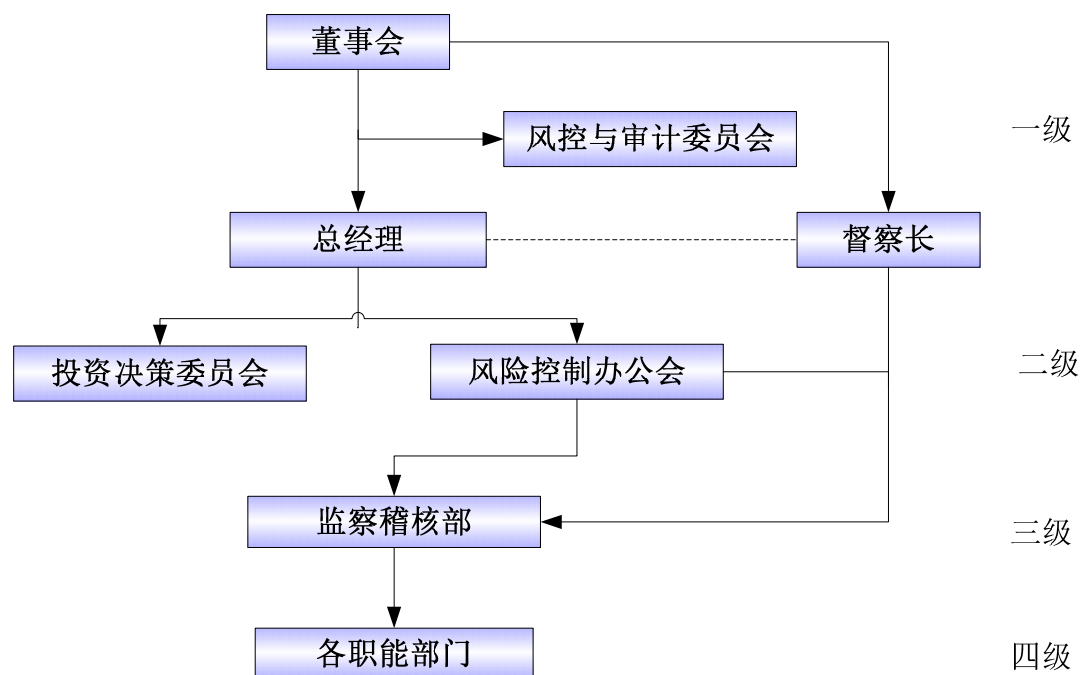 董事会
风控与审计委员会
一级
总经理
督察长
投资决策委员会
风险控制办公会
二级
监察稽核部
三级
各职能部门
四级